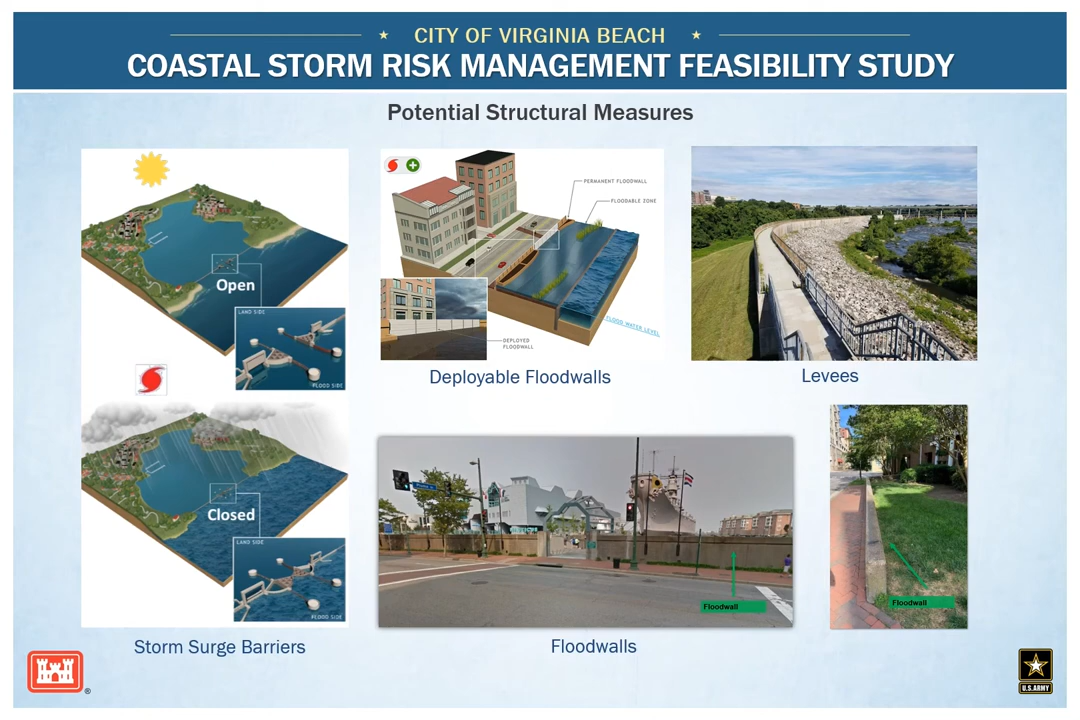 CITY OF VIRGINIA BEACH
COASTAL STORM RISK MANAGEMENT FEASIBILITY STUDY
Potential Structural Measures
Open
LAND SIDE
FLOOD SIDE
Closed
LAND SIDE
FLOOD SIDE
Storm Surge Barriers
PERMANENT FLOODWALL
FLOODABLE ZONE
FLOOD WATER LEVEL
DEPLOYED
FLOODWALL
Deployable Floodwalls
Levees
Floodwall
Floodwalls
Floodwall
®
U.S.ARMY